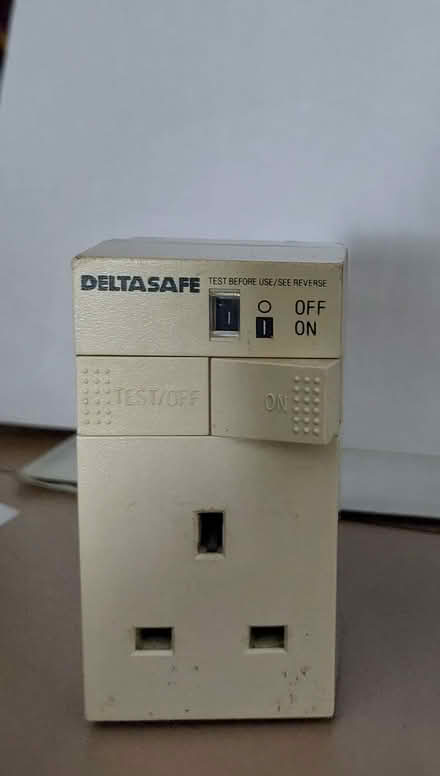 DELTASAFE TEST BEFORE USE/SEE REVERSE
I O OFF
I ON
TEST/OFF ON